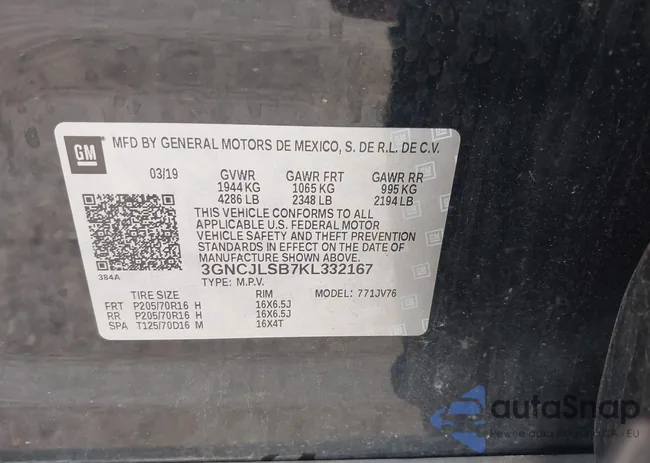 GM
MFD BY GENERAL MOTORS DE MEXICO, S. DE R.L. DE C.V.
03/19 GVWR GAWR FRT GAWR RR
1944 KG 1065 KG 995 KG
4286 LB 2348 LB 2194 LB
THIS VEHICLE CONFORMS TO ALL
APPLICABLE U.S. FEDERAL MOTOR
VEHICLE SAFETY AND THEFT PREVENTION
STANDARDS IN EFFECT ON THE DATE OF
MANUFACTURE SHOWN ABOVE.
384A 3GNCJLSB7KL332167
TYPE: M.P.V.
TIRE SIZE RIM MODEL: 771JV76
FRT P205/70R16 H 16X6.5J
RR P205/70R16 H 16X6.5J
SPA T125/70D16 M 16X4T
autoSnap